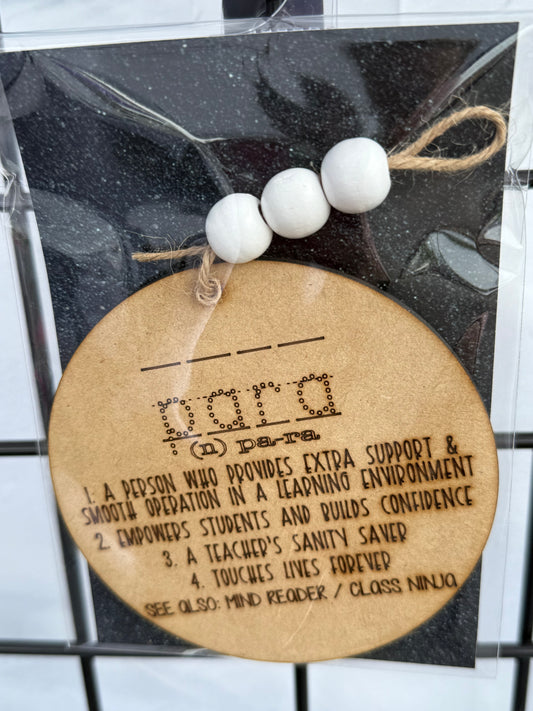 para
(n) pa-ra
1. A PERSON WHO PROVIDES EXTRA SUPPORT &
SMOOTH OPERATION IN A LEARNING ENVIRONMENT
2. EMPOWERS STUDENTS AND BUILDS CONFIDENCE
3. A TEACHER'S SANITY SAVER
4. TOUCHES LIVES FOREVER
SEE ALSO: MIND READER / CLASS NINJA